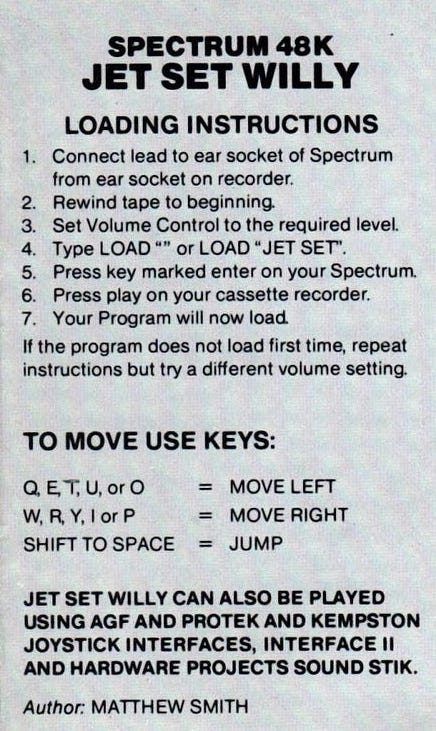 SPECTRUM 48K
JET SET WILLY
LOADING INSTRUCTIONS
1. Connect lead to ear socket of Spectrum
from ear socket on recorder.
2. Rewind tape to beginning.
3. Set Volume Control to the required level.
4. Type LOAD "" or LOAD "JET SET".
5. Press key marked enter on your Spectrum.
6. Press play on your cassette recorder.
7. Your Program will now load.
If the program does not load first time, repeat
instructions but try a different volume setting.
TO MOVE USE KEYS:
Q, E, T, U, or O = MOVE LEFT
W, R, Y, I or P = MOVE RIGHT
SHIFT TO SPACE = JUMP
JET SET WILLY CAN ALSO BE PLAYED
USING AGF AND PROTEK AND KEMPSTON
JOYSTICK INTERFACES, INTERFACE II
AND HARDWARE PROJECTS SOUND STIK.
Author: MATTHEW SMITH